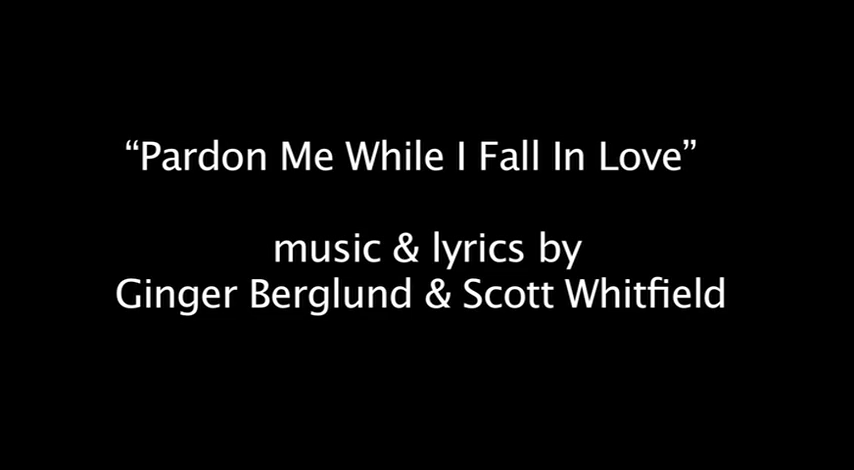 “Pardon Me While I Fall In Love”
music & lyrics by
Ginger Berglund & Scott Whitfield